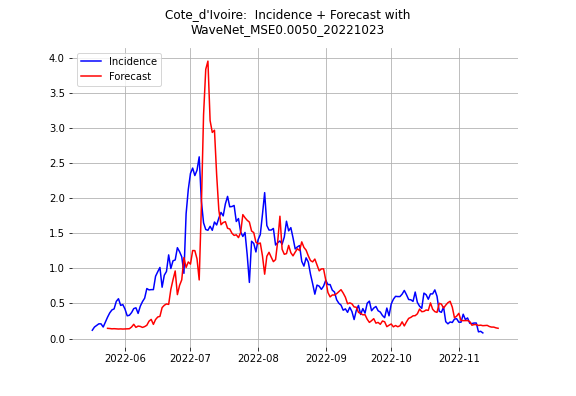 Cote_d'Ivoire:  Incidence + Forecast with
WaveNet_MSE0.0050_20221023
Incidence
Forecast
4.0
3.5
3.0
2.5
2.0
1.5
1.0
0.5
0.0
2022-06 2022-07 2022-08 2022-09 2022-10 2022-11